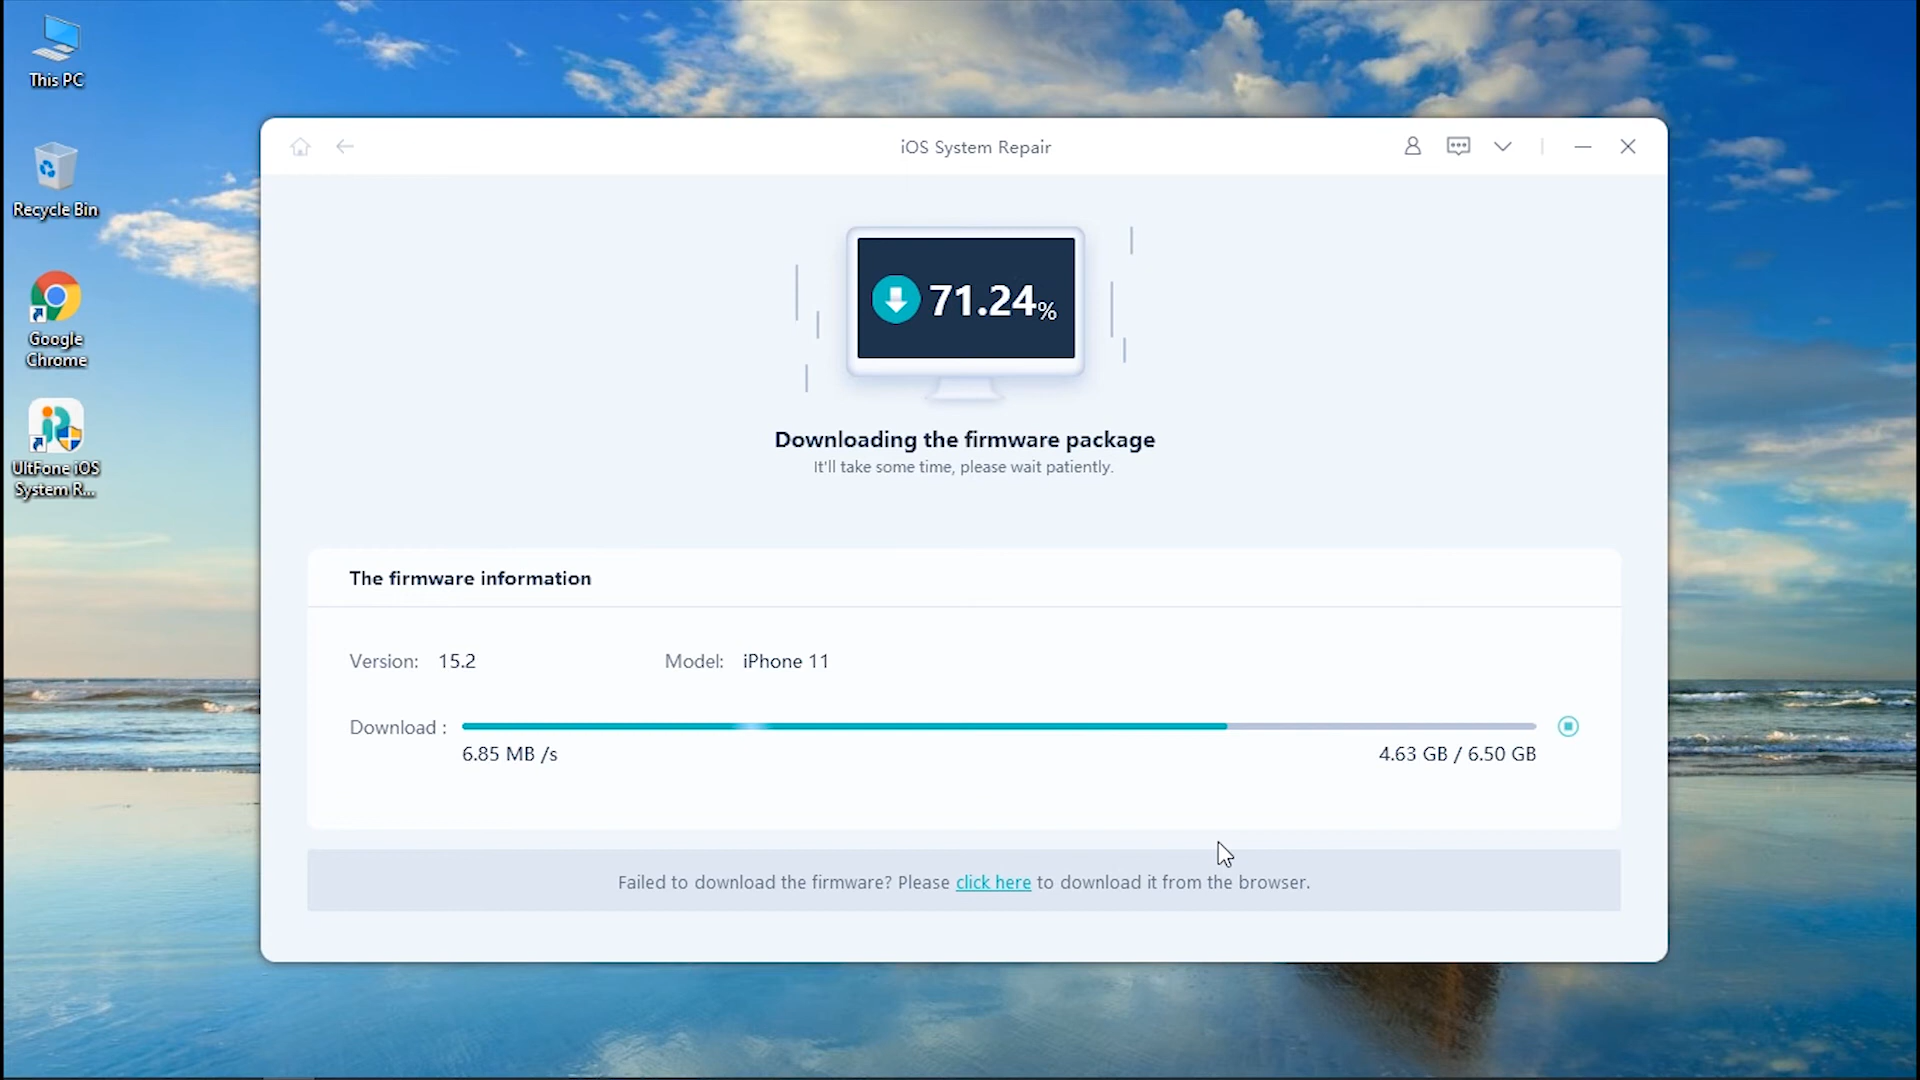 This PC
Recycle Bin
Google
Chrome
UltFone iOS
System R...
iOS System Repair
71.24%
Downloading the firmware package
It'll take some time, please wait patiently.
The firmware information
Version: 15.2
Model: iPhone 11
Download :
6.85 MB /s
4.63 GB / 6.50 GB
Failed to download the firmware? Please click here to download it from the browser.